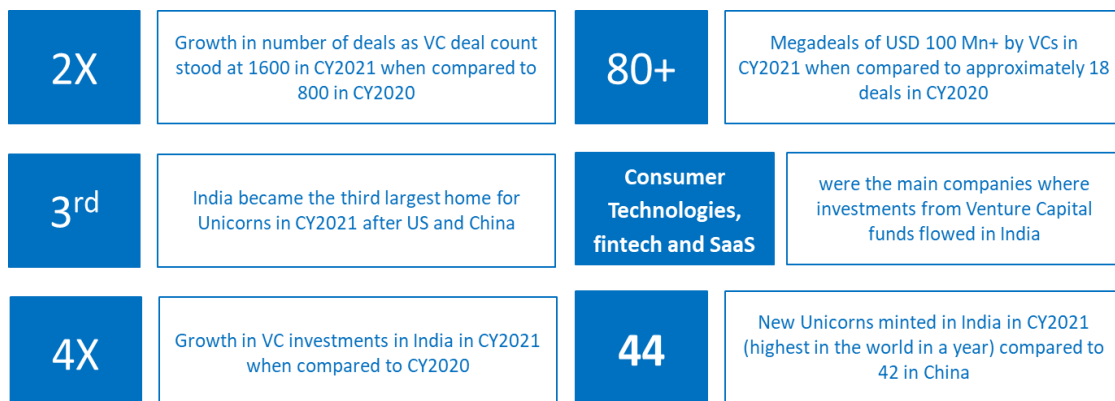 2X
Growth in number of deals as VC deal count
stood at 1600 in CY2021 when compared to
800 in CY2020
80+
Megadeals of USD 100 Mn+ by VCs in
CY2021 when compared to approximately 18
deals in CY2020
3rd
India became the third largest home for
Unicorns in CY2021 after US and China
Consumer
Technologies,
fintech and SaaS
were the main companies where
investments from Venture Capital
funds flowed in India
4X
Growth in VC investments in India in CY2021
when compared to CY2020
44
New Unicorns minted in India in CY2021
(highest in the world in a year) compared to
42 in China